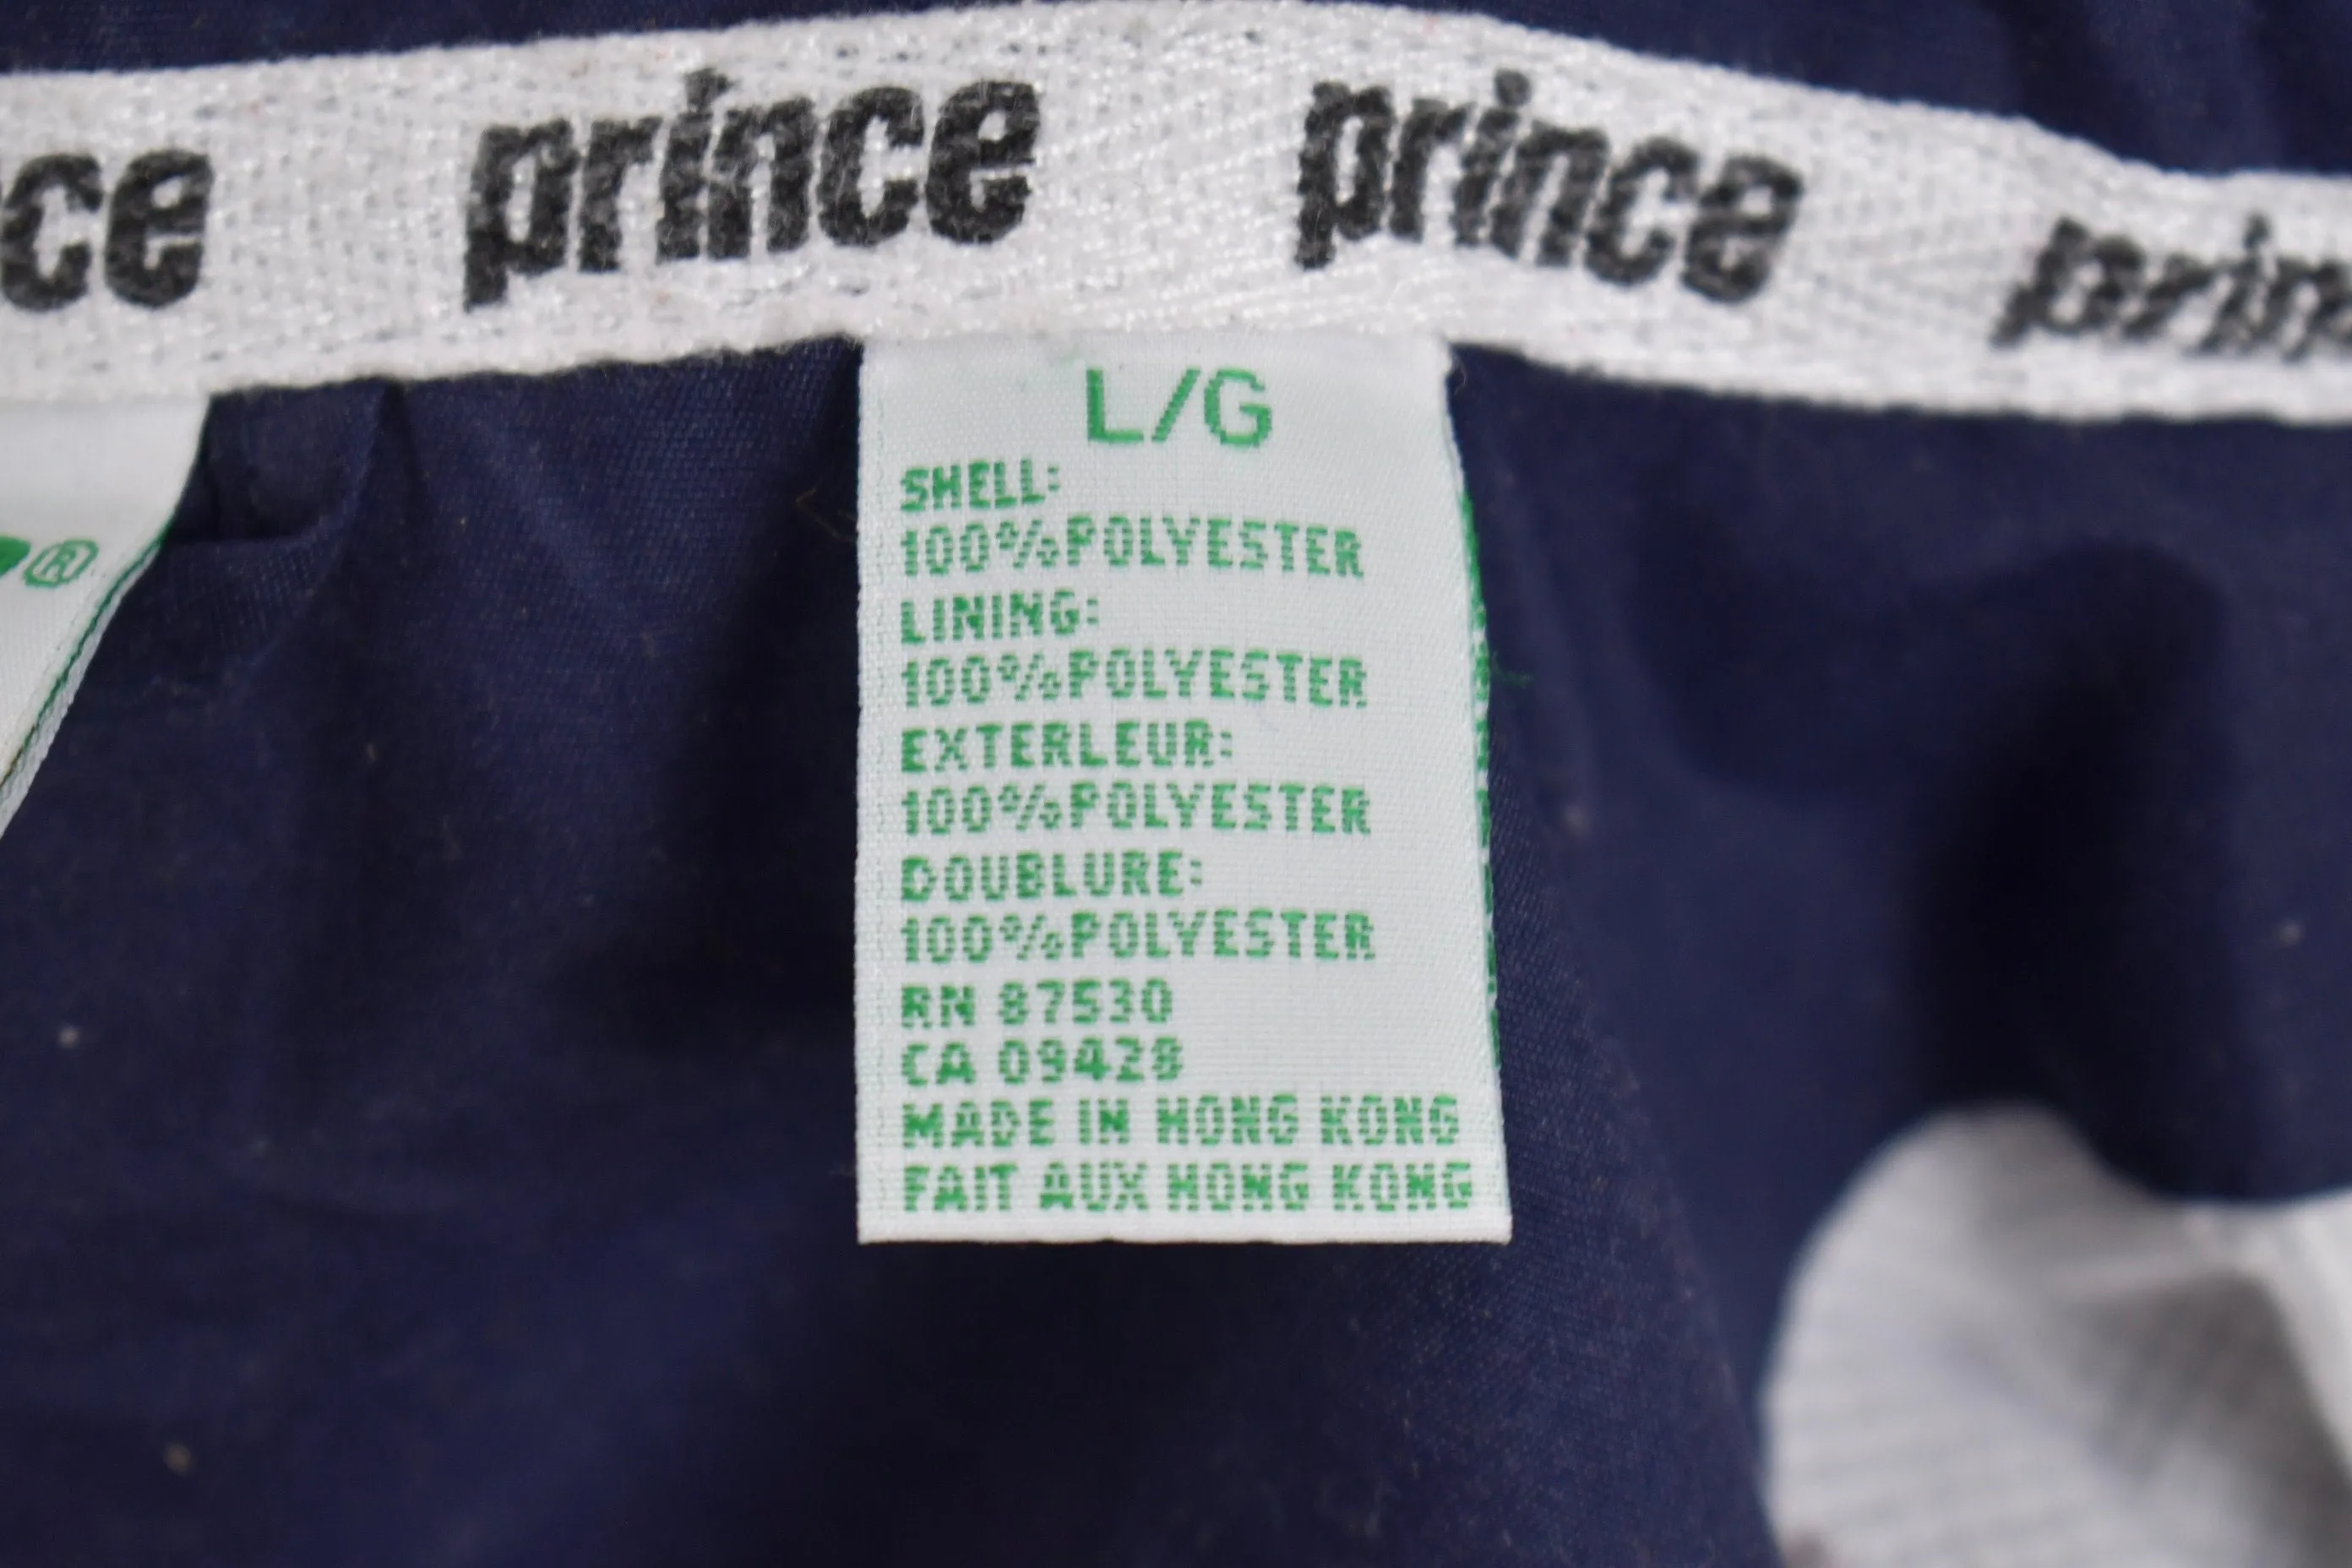 ce prince prince prin
®
L/G
SHELL:
100%POLYESTER
LINING:
100%POLYESTER
EXTERLEUR:
100%POLYESTER
DOUBLURE:
100%POLYESTER
RN 87530
CA 09428
MADE IN HONG KONG
FAIT AUX HONG KONG